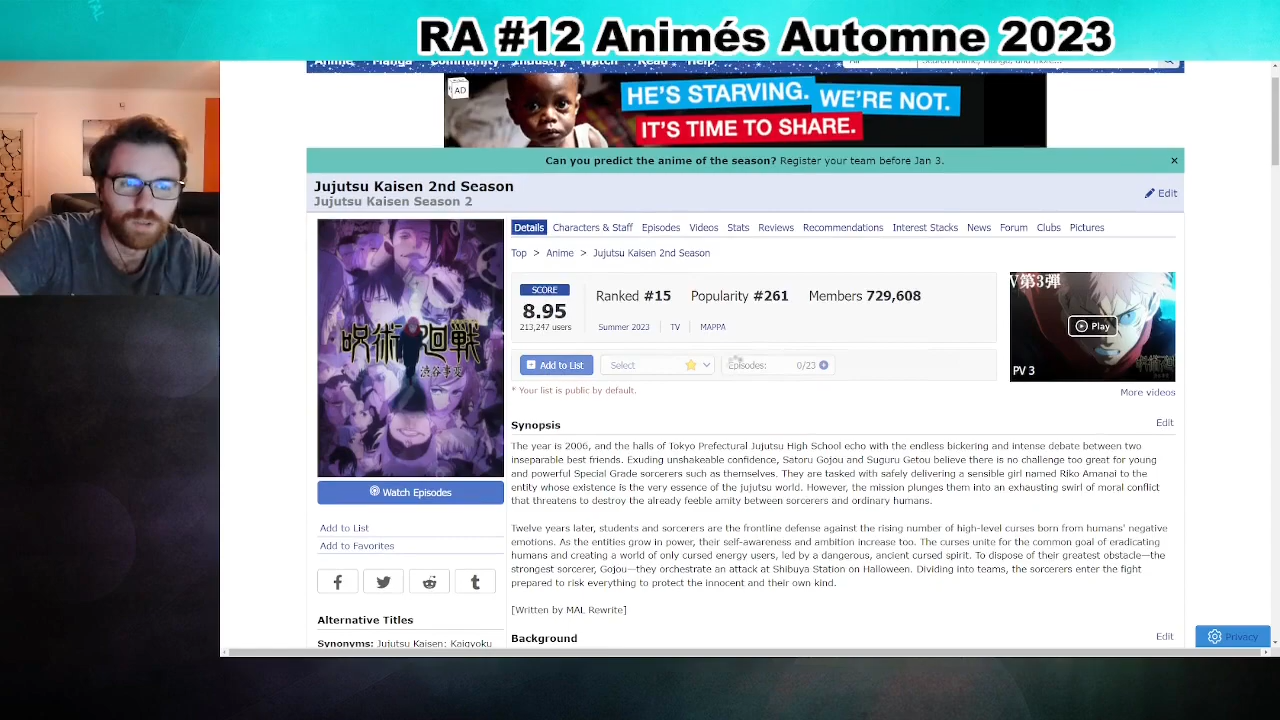 RA #12 Animés Automne 2023
Anime Manga Community Industry Watch Read Help
All Search Anime, Manga, and more...
AD
HE'S STARVING. WE'RE NOT.
IT'S TIME TO SHARE.
Can you predict the anime of the season? Register your team before Jan 3. ×
Jujutsu Kaisen 2nd Season
Jujutsu Kaisen Season 2
Edit
Details Characters & Staff Episodes Videos Stats Reviews Recommendations Interest Stacks News Forum Clubs Pictures
Top > Anime > Jujutsu Kaisen 2nd Season
SCORE
8.95
213,247 users
Ranked #15 Popularity #261 Members 729,608
Summer 2023 TV MAPPA
Add to List Select Episodes: 0/23
* Your list is public by default.
V第3弾
Play
PV 3
More videos
呪術廻戦
渋谷事変
Watch Episodes
Add to List
Add to Favorites
Alternative Titles
Synonyms: Jujutsu Kaisen: Kaigyoku
Synopsis
Edit
The year is 2006, and the halls of Tokyo Prefectural Jujutsu High School echo with the endless bickering and intense debate between two
inseparable best friends. Exuding unshakeable confidence, Satoru Gojou and Suguru Getou believe there is no challenge too great for young
and powerful Special Grade sorcerers such as themselves. They are tasked with safely delivering a sensible girl named Riko Amanai to the
entity whose existence is the very essence of the jujutsu world. However, the mission plunges them into an exhausting swirl of moral conflict
that threatens to destroy the already feeble amity between sorcerers and ordinary humans.
Twelve years later, students and sorcerers are the frontline defense against the rising number of high-level curses born from humans' negative
emotions. As the entities grow in power, their self-awareness and ambition increase too. The curses unite for the common goal of eradicating
humans and creating a world of only cursed energy users, led by a dangerous, ancient cursed spirit. To dispose of their greatest obstacle—the
strongest sorcerer, Gojou—they orchestrate an attack at Shibuya Station on Halloween. Dividing into teams, the sorcerers enter the fight
prepared to risk everything to protect the innocent and their own kind.
[Written by MAL Rewrite]
Background
Edit
Privacy